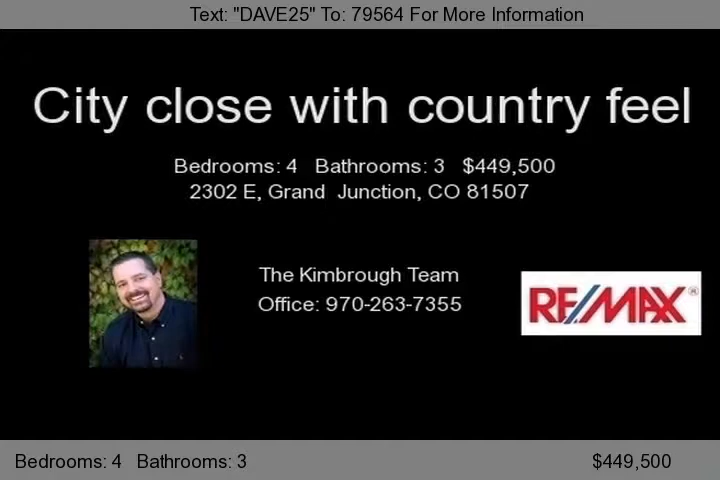 Text: "DAVE25" To: 79564 For More Information
City close with country feel
Bedrooms: 4 Bathrooms: 3 $449,500
2302 E, Grand Junction, CO 81507
The Kimbrough Team
Office: 970-263-7355
RE/MAX®
Bedrooms: 4 Bathrooms: 3 $449,500